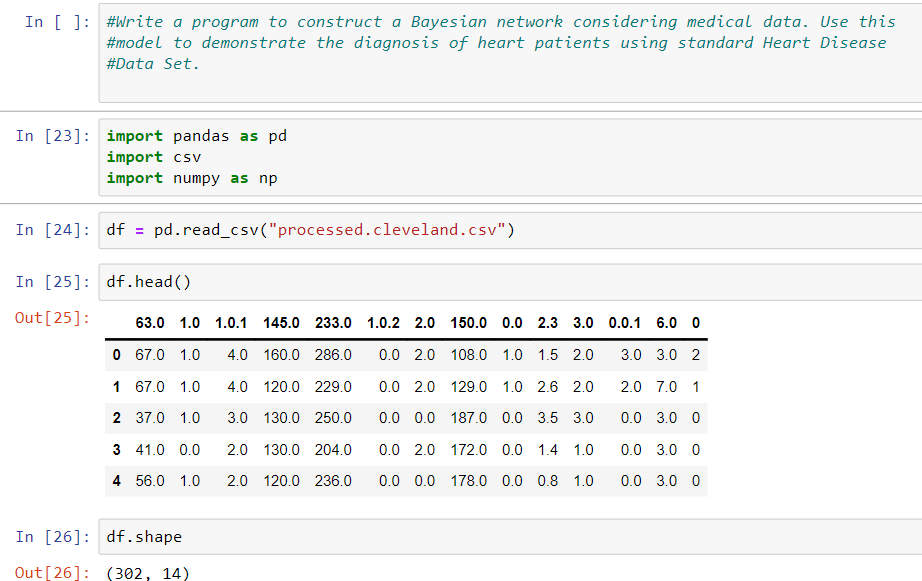 In [ ]: #Write a program to construct a Bayesian network considering medical data. Use this
#model to demonstrate the diagnosis of heart patients using standard Heart Disease
#Data Set.
In [23]: import pandas as pd
import csv
import numpy as np
In [24]: df = pd.read_csv("processed.cleveland.csv")
In [25]: df.head()
Out[25]:
63.0 1.0 1.0.1 145.0 233.0 1.0.2 2.0 150.0 0.0 2.3 3.0 0.0.1 6.0 0
0 67.0 1.0 4.0 160.0 286.0 0.0 2.0 108.0 1.0 1.5 2.0 3.0 3.0 2
1 67.0 1.0 4.0 120.0 229.0 0.0 2.0 129.0 1.0 2.6 2.0 2.0 7.0 1
2 37.0 1.0 3.0 130.0 250.0 0.0 0.0 187.0 0.0 3.5 3.0 0.0 3.0 0
3 41.0 0.0 2.0 130.0 204.0 0.0 2.0 172.0 0.0 1.4 1.0 0.0 3.0 0
4 56.0 1.0 2.0 120.0 236.0 0.0 0.0 178.0 0.0 0.8 1.0 0.0 3.0 0
In [26]: df.shape
Out[26]: (302, 14)